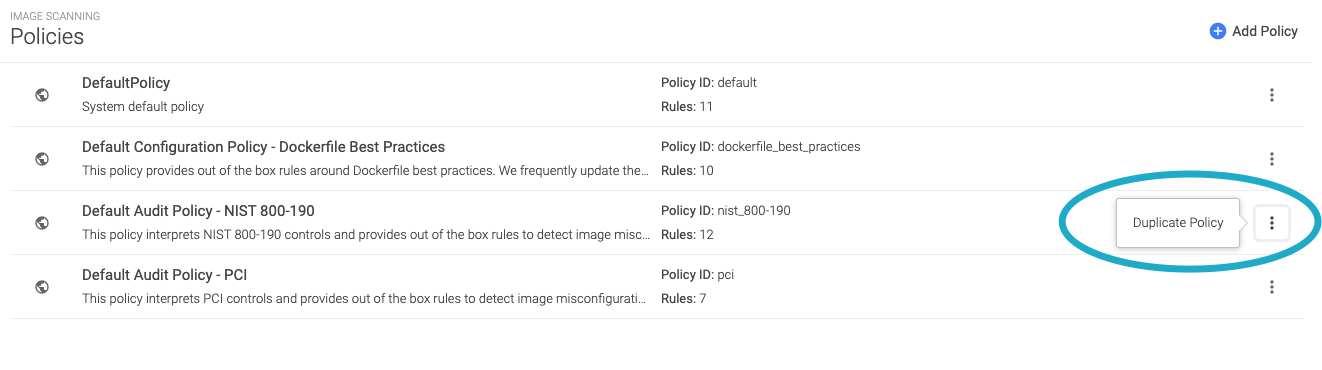 IMAGE SCANNING
Policies
Add Policy
DefaultPolicy
Policy ID: default
System default policy
Rules: 11
Default Configuration Policy - Dockerfile Best Practices
Policy ID: dockerfile_best_practices
This policy provides out of the box rules around Dockerfile best practices. We frequently update the...
Rules: 10
Default Audit Policy - NIST 800-190
Policy ID: nist_800-190
Duplicate Policy
This policy interprets NIST 800-190 controls and provides out of the box rules to detect image misc...
Rules: 12
Default Audit Policy - PCI
Policy ID: pci
This policy interprets PCI controls and provides out of the box rules to detect image misconfigurati...
Rules: 7